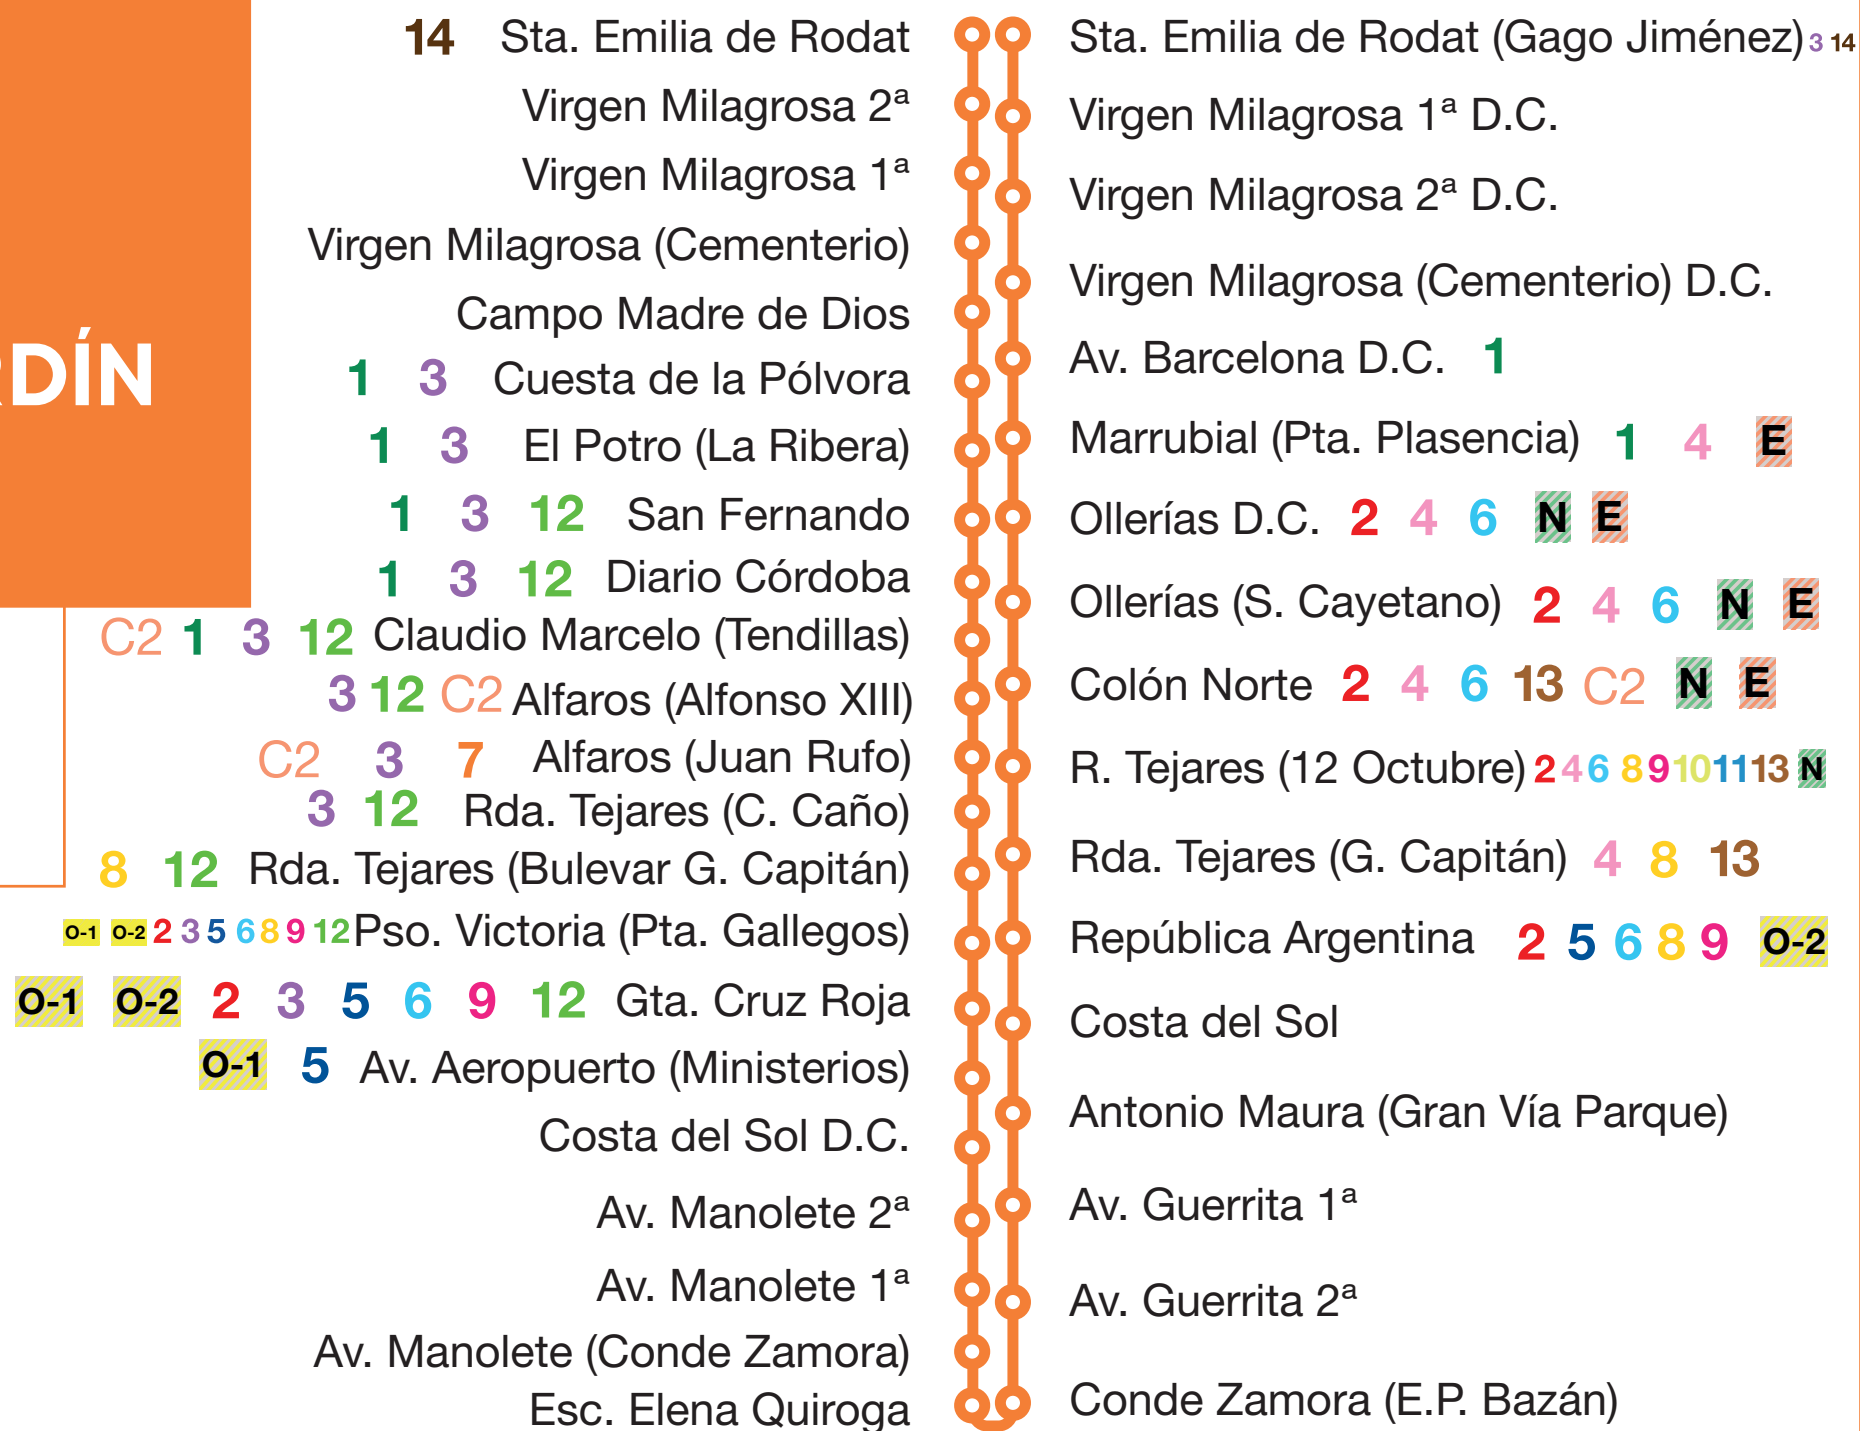 RDÍN
14 Sta. Emilia de Rodat
Virgen Milagrosa 2ª
Virgen Milagrosa 1ª
Virgen Milagrosa (Cementerio)
Campo Madre de Dios
1 3 Cuesta de la Pólvora
1 3 El Potro (La Ribera)
1 3 12 San Fernando
1 3 12 Diario Córdoba
C2 1 3 12 Claudio Marcelo (Tendillas)
3 12 C2 Alfaros (Alfonso XIII)
C2 3 7 Alfaros (Juan Rufo)
3 12 Rda. Tejares (C. Caño)
8 12 Rda. Tejares (Bulevar G. Capitán)
O-1 O-2 2 3 5 6 8 9 12 Pso. Victoria (Pta. Gallegos)
O-1 O-2 2 3 5 6 9 12 Gta. Cruz Roja
O-1 5 Av. Aeropuerto (Ministerios)
Costa del Sol D.C.
Av. Manolete 2ª
Av. Manolete 1ª
Av. Manolete (Conde Zamora)
Esc. Elena Quiroga
Sta. Emilia de Rodat (Gago Jiménez) 3 14
Virgen Milagrosa 1ª D.C.
Virgen Milagrosa 2ª D.C.
Virgen Milagrosa (Cementerio) D.C.
Av. Barcelona D.C. 1
Marrubial (Pta. Plasencia) 1 4 E
Ollerías D.C. 2 4 6 N E
Ollerías (S. Cayetano) 2 4 6 N E
Colón Norte 2 4 6 13 C2 N E
R. Tejares (12 Octubre) 2 4 6 8 9 10 11 13 N
Rda. Tejares (G. Capitán) 4 8 13
República Argentina 2 5 6 8 9 O-2
Costa del Sol
Antonio Maura (Gran Vía Parque)
Av. Guerrita 1ª
Av. Guerrita 2ª
Conde Zamora (E.P. Bazán)